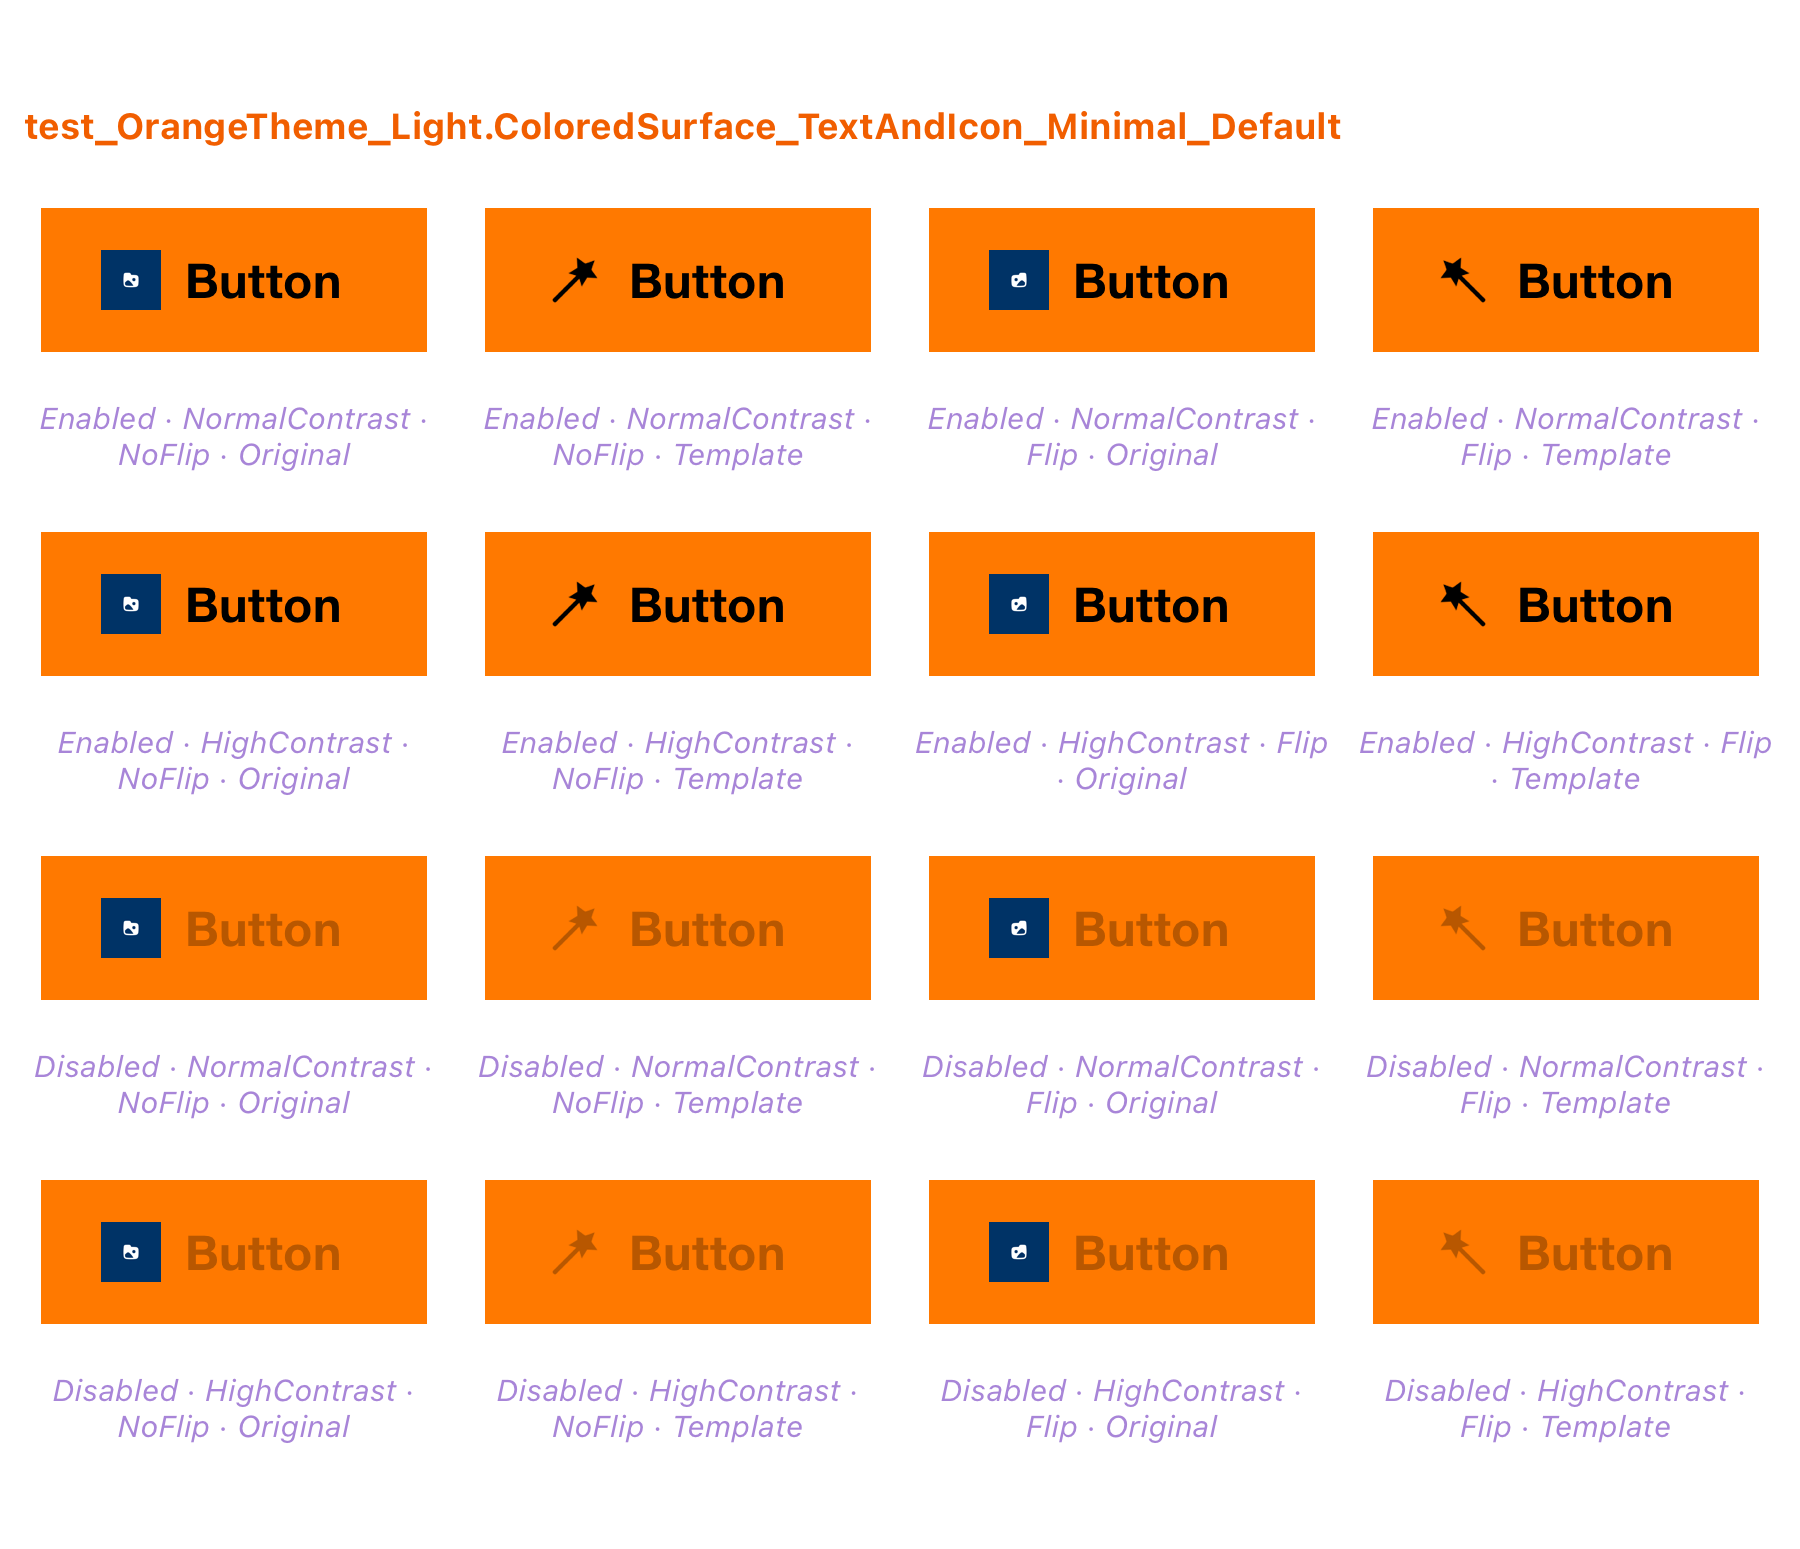 test_OrangeTheme_Light.ColoredSurface_TextAndIcon_Minimal_Default
Button
Button
Button
Button
Enabled · NormalContrast ·
NoFlip · Original
Enabled · NormalContrast ·
NoFlip · Template
Enabled · NormalContrast ·
Flip · Original
Enabled · NormalContrast ·
Flip · Template
Button
Button
Button
Button
Enabled · HighContrast ·
NoFlip · Original
Enabled · HighContrast ·
NoFlip · Template
Enabled · HighContrast · Flip
· Original
Enabled · HighContrast · Flip
· Template
Button
Button
Button
Button
Disabled · NormalContrast ·
NoFlip · Original
Disabled · NormalContrast ·
NoFlip · Template
Disabled · NormalContrast ·
Flip · Original
Disabled · NormalContrast ·
Flip · Template
Button
Button
Button
Button
Disabled · HighContrast ·
NoFlip · Original
Disabled · HighContrast ·
NoFlip · Template
Disabled · HighContrast ·
Flip · Original
Disabled · HighContrast ·
Flip · Template